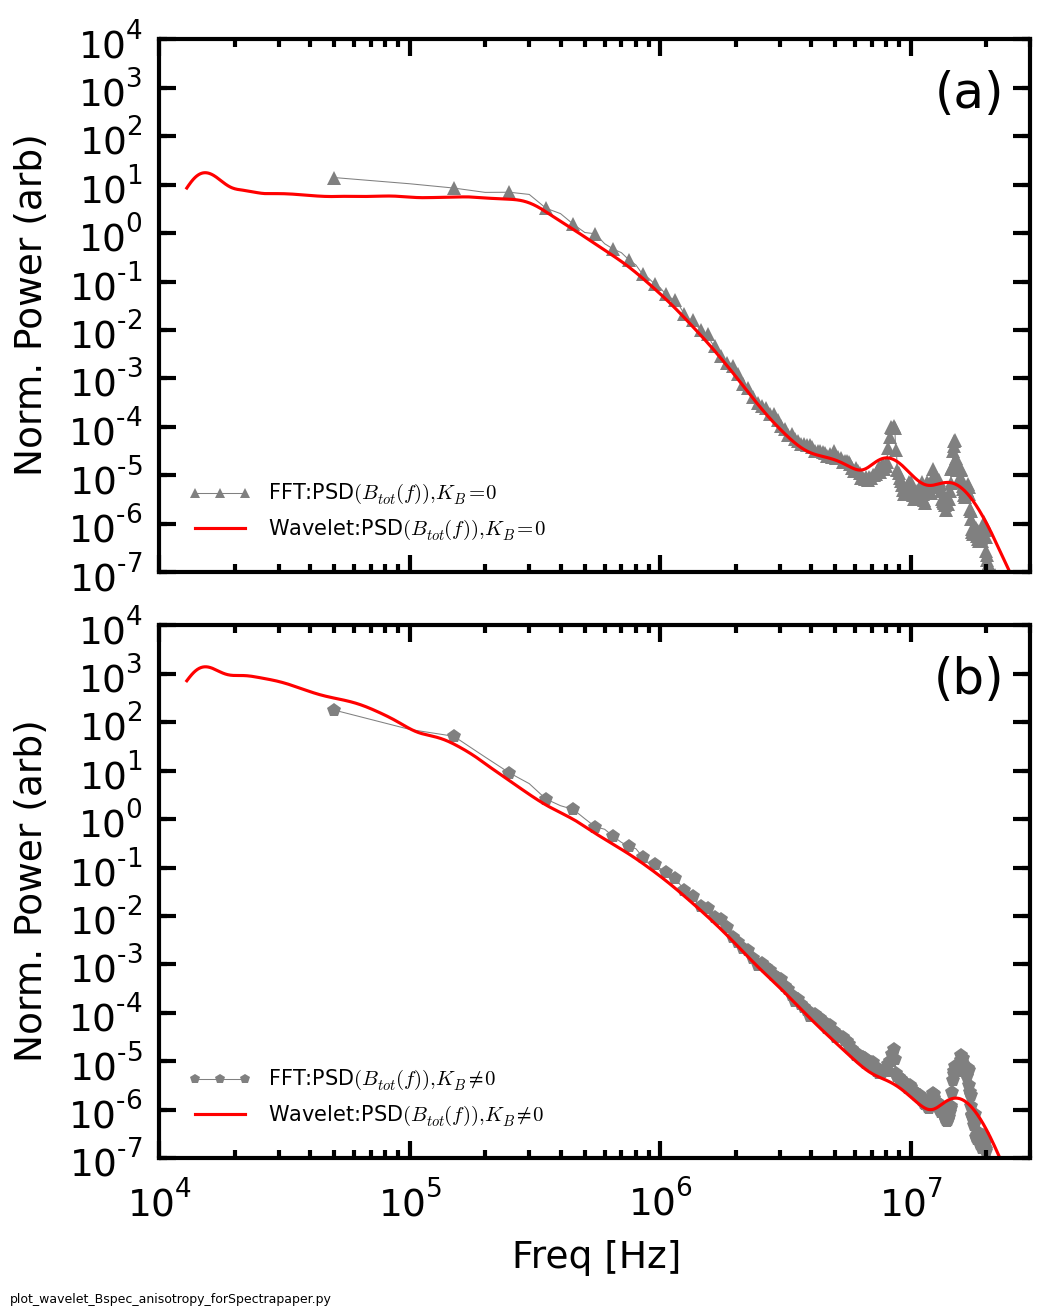 (a)
10^4
10^3
10^2
10^1
10^0
10^-1
10^-2
10^-3
10^-4
10^-5
10^-6
10^-7
Norm. Power (arb)
FFT:PSD(B_tot(f)),K_B=0
Wavelet:PSD(B_tot(f)),K_B=0
(b)
10^4
10^3
10^2
10^1
10^0
10^-1
10^-2
10^-3
10^-4
10^-5
10^-6
10^-7
Norm. Power (arb)
FFT:PSD(B_tot(f)),K_B≠0
Wavelet:PSD(B_tot(f)),K_B≠0
10^4 10^5 10^6 10^7
Freq [Hz]
plot_wavelet_Bspec_anisotropy_forSpectrapaper.py